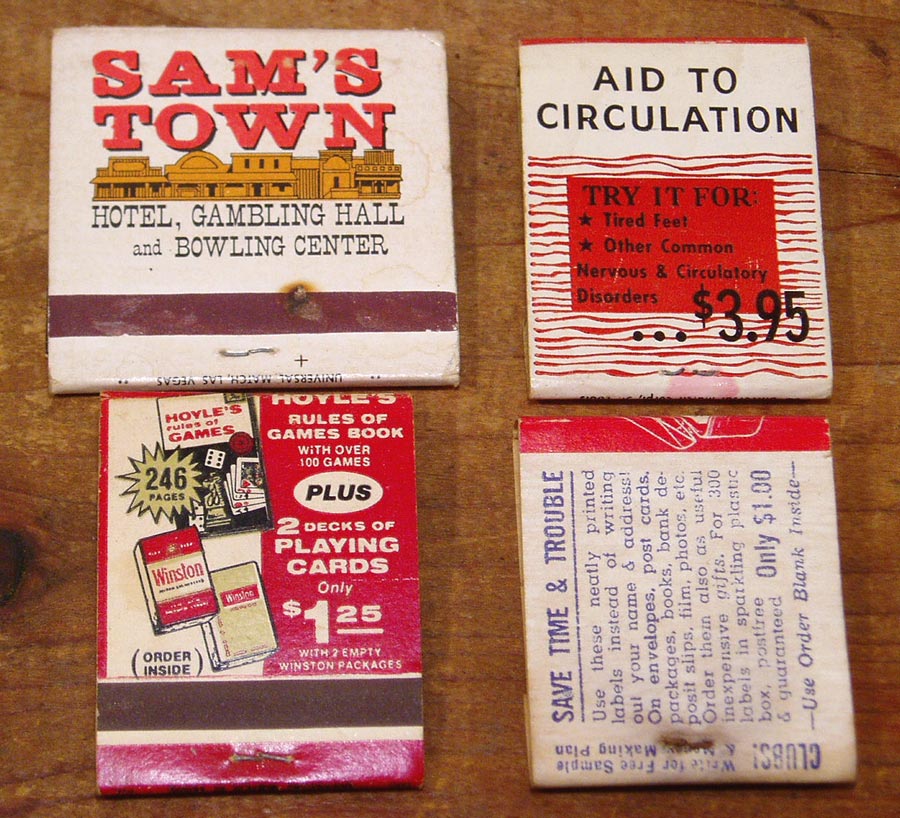 SAM'S
TOWN
HOTEL, GAMBLING HALL
and BOWLING CENTER
UNIVERSAL MATCH, LAS VEGAS
AID TO
CIRCULATION
TRY IT FOR:
★ Tired Feet
★ Other Common
Nervous & Circulatory
Disorders
...$3.95
HOYLE'S
rules of
GAMES
246
PAGES
Winston
Winston
(ORDER
INSIDE)
HOYLE'S
RULES OF
GAMES BOOK
WITH OVER
100 GAMES
PLUS
2 DECKS OF
PLAYING
CARDS
Only
$1 25
WITH 2 EMPTY
WINSTON PACKAGES
SAVE TIME & TROUBLE
Use these neatly printed
labels instead of writing
out your name & address!
On envelopes, post cards,
packages, books, bank de-
posit slips, film, photos, etc.
Order them also as useful
inexpensive gifts. For 300
labels in sparkling plastic
box, postfree Only $1.00
& guaranteed
—Use Order Blank Inside—
CLUBS!
Write for Free Sample
& Money Making Plan